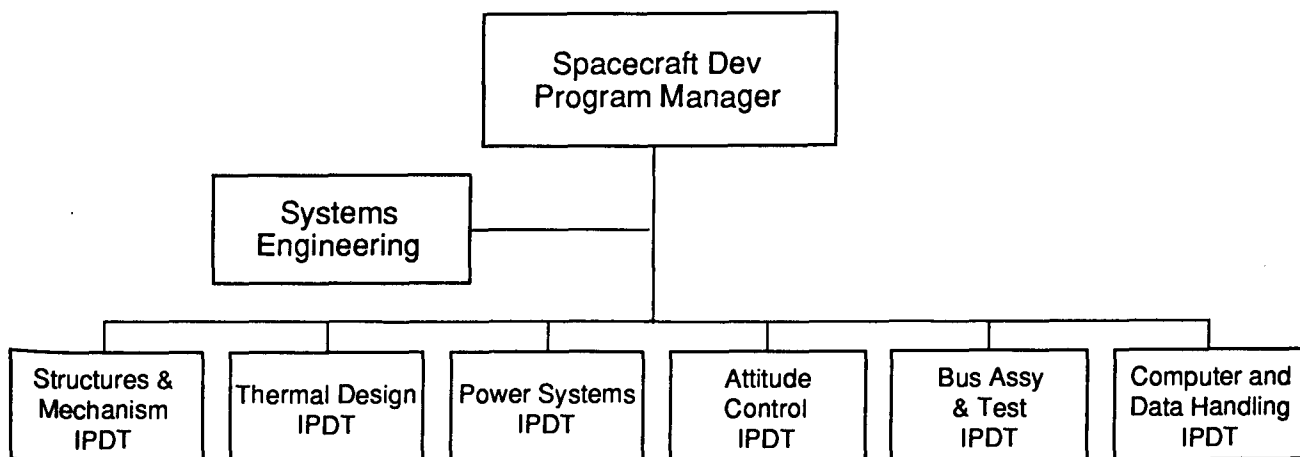 Spacecraft Dev
Program Manager
Systems
Engineering
Structures &
Mechanism
IPDT
Thermal Design
IPDT
Power Systems
IPDT
Attitude
Control
IPDT
Bus Assy
& Test
IPDT
Computer and
Data Handling
IPDT